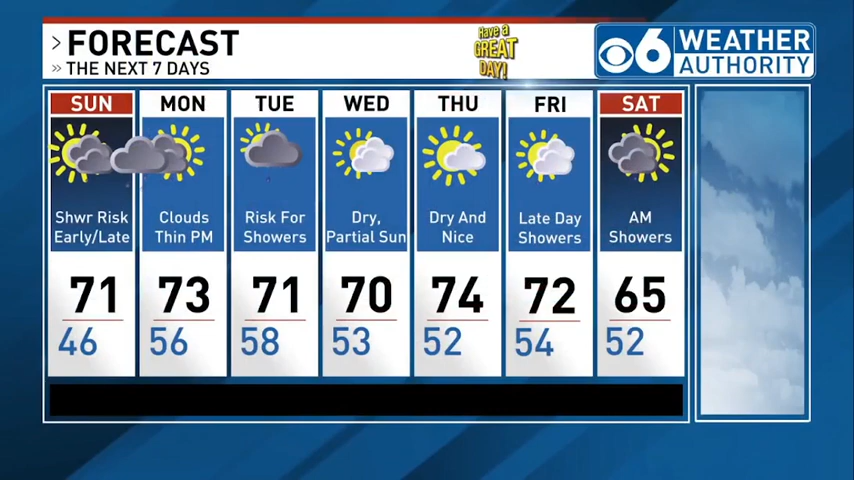 > FORECAST
» THE NEXT 7 DAYS
Have a
GREAT
DAY!
6 WEATHER
AUTHORITY
SUN MON TUE WED THU FRI SAT
Shwr Risk
Early/Late
Clouds
Thin PM
Risk For
Showers
Dry,
Partial Sun
Dry And
Nice
Late Day
Showers
AM
Showers
71 73 71 70 74 72 65
46 56 58 53 52 54 52